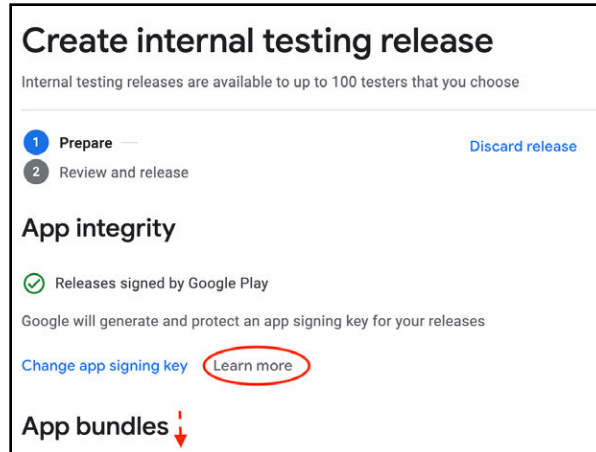 Create internal testing release
Internal testing releases are available to up to 100 testers that you choose
1 Prepare
Discard release
2 Review and release
App integrity
Releases signed by Google Play
Google will generate and protect an app signing key for your releases
Change app signing key Learn more
App bundles